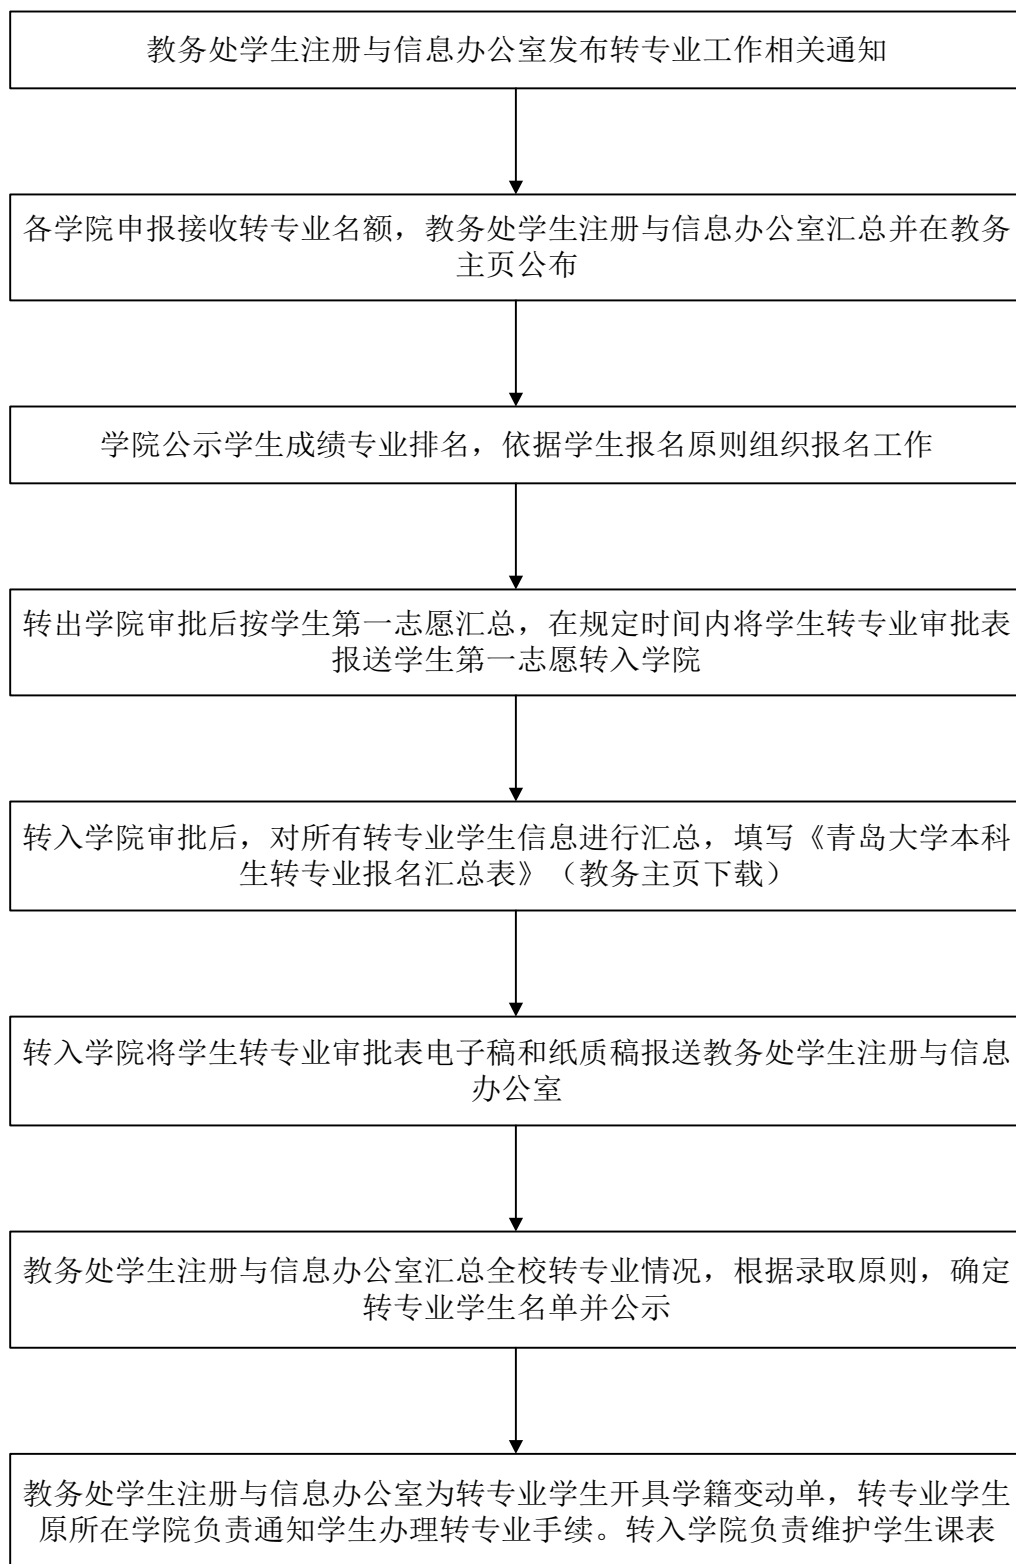 教务处学生注册与信息办公室发布转专业工作相关通知
各学院申报接收转专业名额，教务处学生注册与信息办公室汇总并在教务
主页公布
学院公示学生成绩专业排名，依据学生报名原则组织报名工作
转出学院审批后按学生第一志愿汇总，在规定时间内将学生转专业审批表
报送学生第一志愿转入学院
转入学院审批后，对所有转专业学生信息进行汇总，填写《青岛大学本科
生转专业报名汇总表》（教务主页下载）
转入学院将学生转专业审批表电子稿和纸质稿报送教务处学生注册与信息
办公室
教务处学生注册与信息办公室汇总全校转专业情况，根据录取原则，确定
转专业学生名单并公示
教务处学生注册与信息办公室为转专业学生开具学籍变动单，转专业学生
原所在学院负责通知学生办理转专业手续。转入学院负责维护学生课表